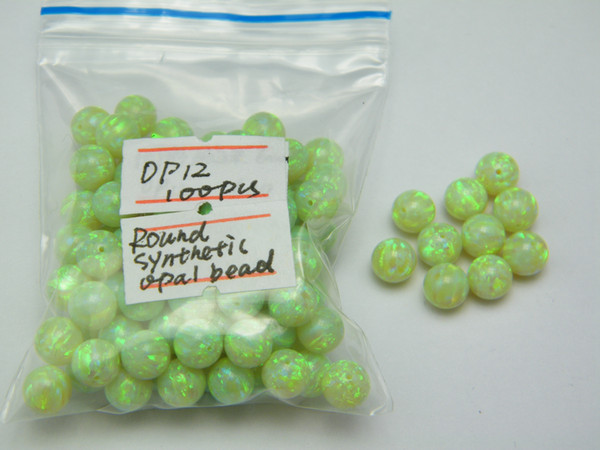 OP12
100pcs
Round
synthetic
opal bead